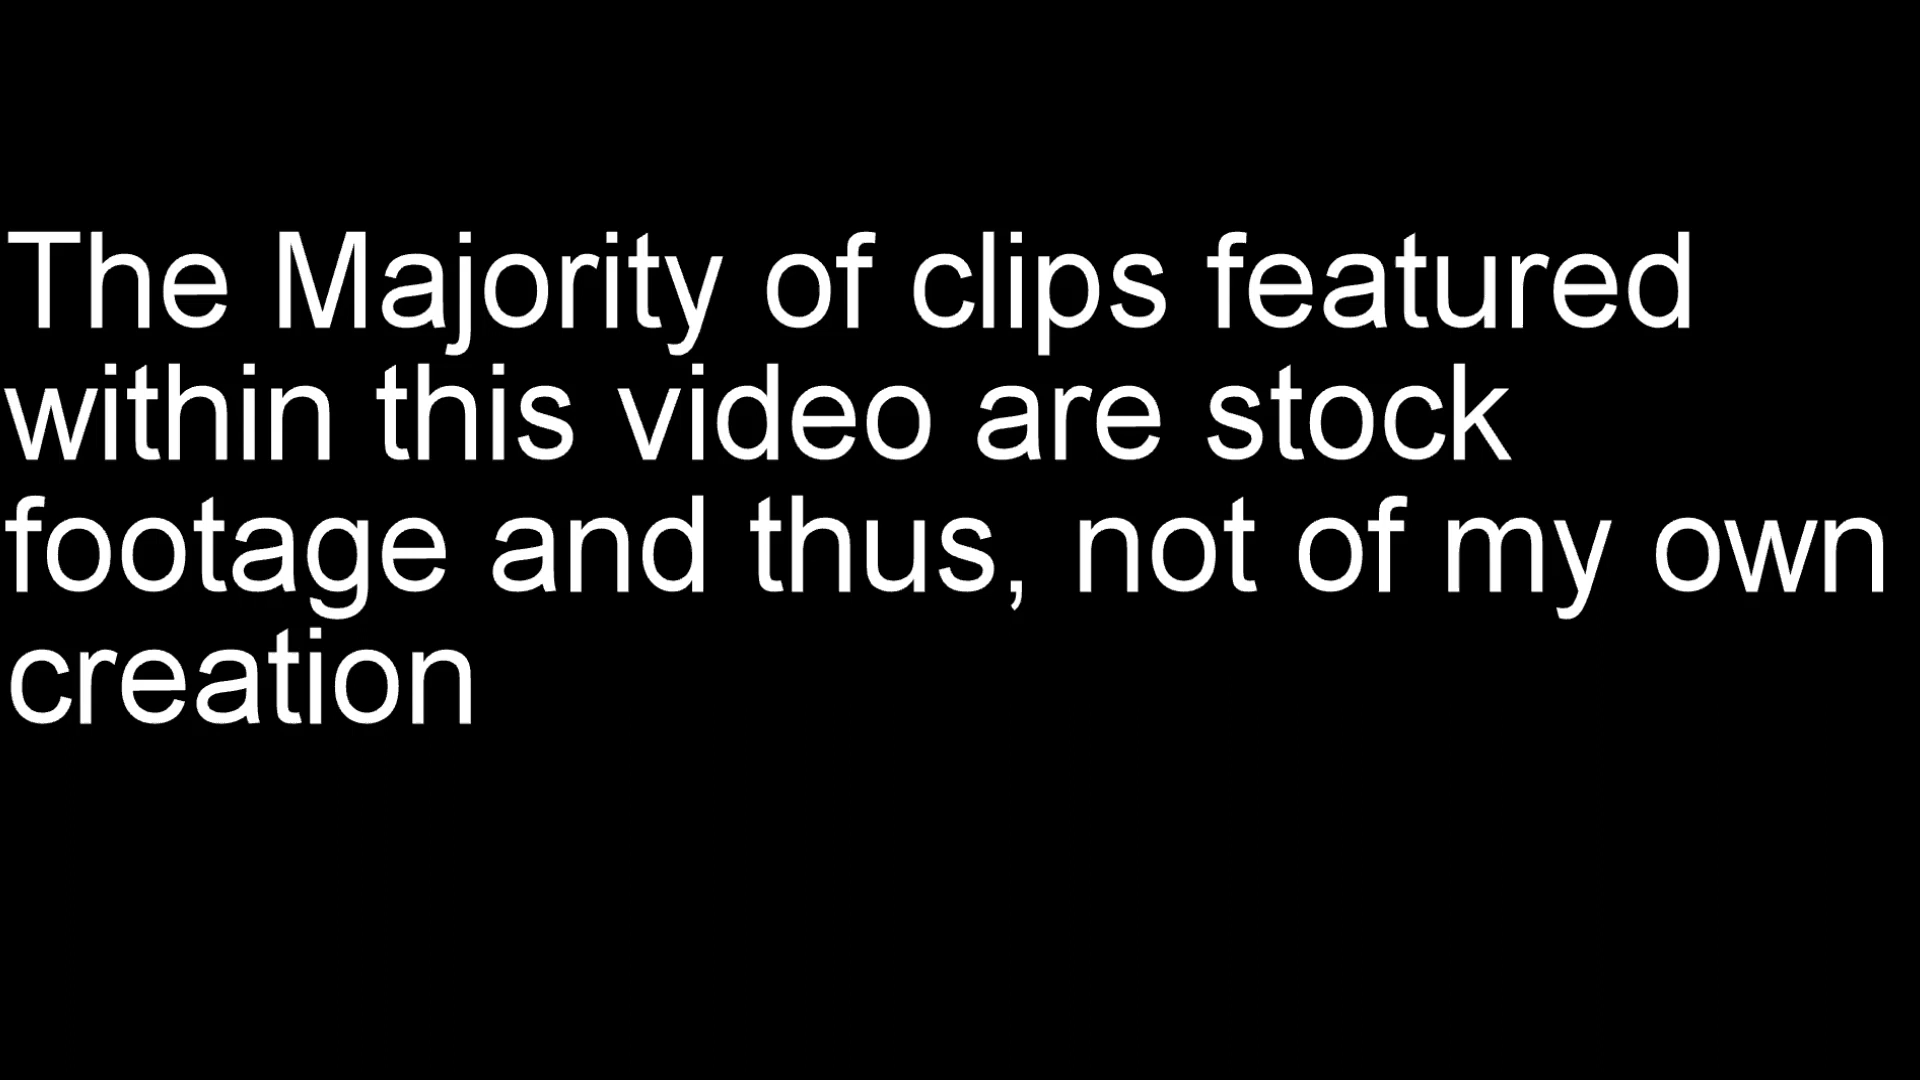 The Majority of clips featured
within this video are stock
footage and thus, not of my own
creation